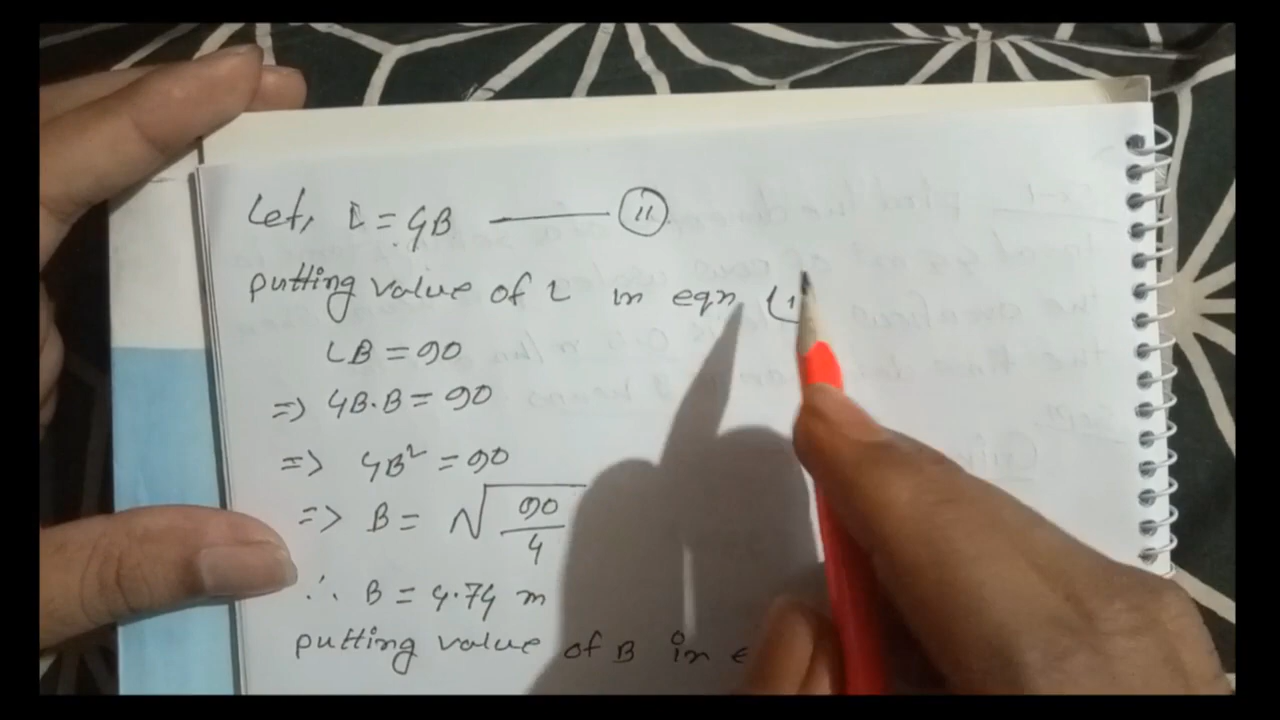 Let, L = 4B ——— (ii)
putting value of L in eqn
LB = 90
=> 4B.B = 90
=> 4B² = 90
=> B = √90/4
∴ B = 4.74 m
putting value of B in